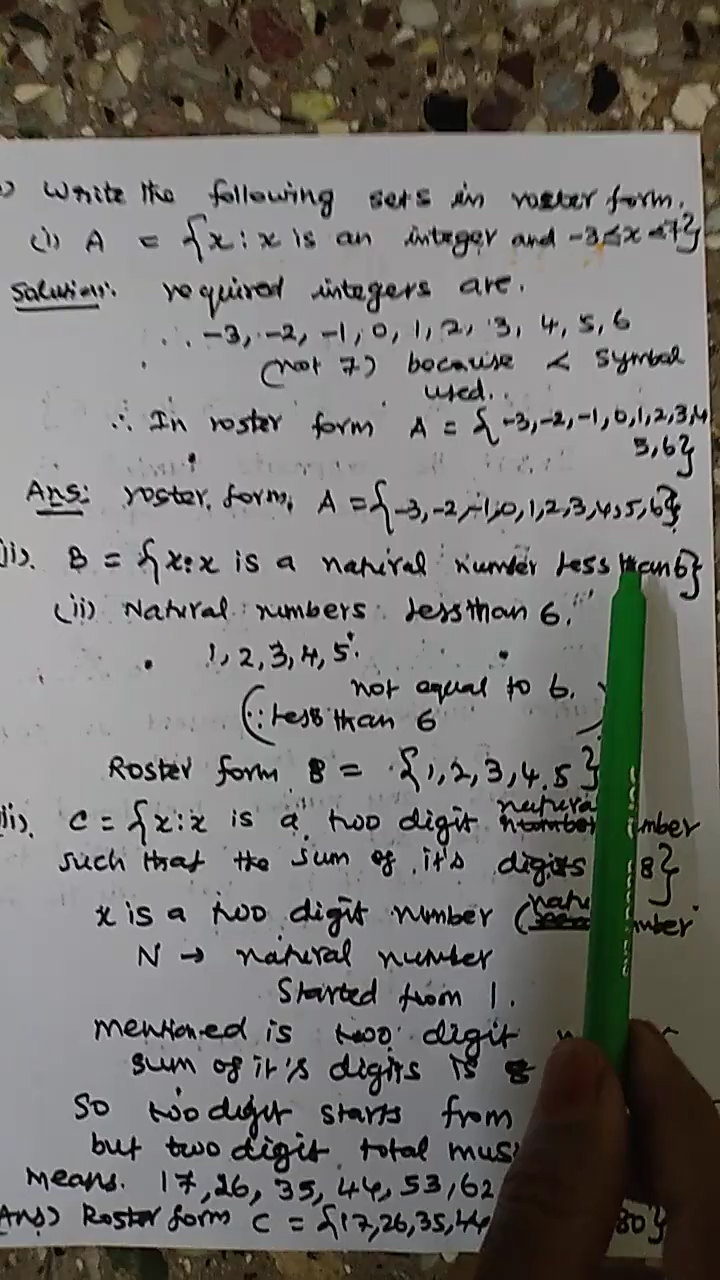 ) Write the following sets in roster form.
(i) A = {x : x is an integer and -3 ≤ x < 7}
Solution: required integers are.
∴ -3, -2, -1, 0, 1, 2, 3, 4, 5, 6
(not 7) because < symbol
used..
∴ In roster form A = {-3, -2, -1, 0, 1, 2, 3, 4
5, 6}
Ans: roster form, A = {-3, -2, -1, 0, 1, 2, 3, 4, 5, 6}
ii). B = {x : x is a natural number less than 6}
(ii) Natural numbers less than 6.
1, 2, 3, 4, 5.
not equal to 6.
(∵ less than 6 )
Roster form B = {1, 2, 3, 4, 5}
iii). C = {x : x is a two digit natural
such that the sum of it's digits 8}
x is a two digit number (
N → natural number
Started from 1.
mentioned is two digit
sum of it's digits is 8
So two digit starts from
but two digit total
means. 17, 26, 35, 44, 53, 62
Ans) Roster form C = {17, 26, 35, 44 80}